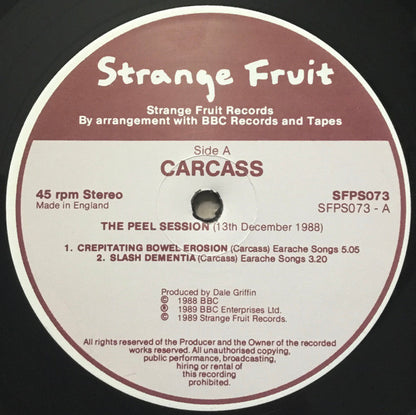 Strange Fruit
Strange Fruit Records
By arrangement with BBC Records and Tapes
Side A
CARCASS
45 rpm Stereo
Made in England
SFPS073
SFPS073 - A
THE PEEL SESSION (13th December 1988)
1. CREPITATING BOWEL EROSION (Carcass) Earache Songs 5.05
2. SLASH DEMENTIA (Carcass) Earache Songs 3.20
Produced by Dale Griffin
© 1988 BBC
℗ 1989 BBC Enterprises Ltd.
© 1989 Strange Fruit Records.
All rights reserved of the Producer and the Owner of the recorded
works reserved. All unauthorised copying,
public performance, broadcasting,
hiring or rental of
this recording
prohibited.